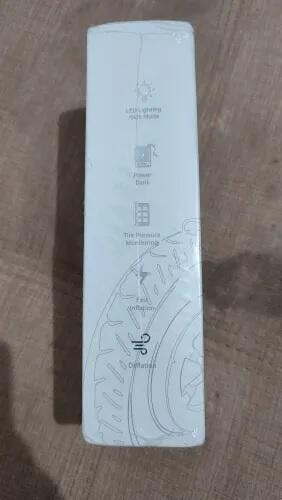 LED Lighting
/SOS Mode
Power
Bank
Tire Pressure
Monitoring
Fast
Inflation
Deflation